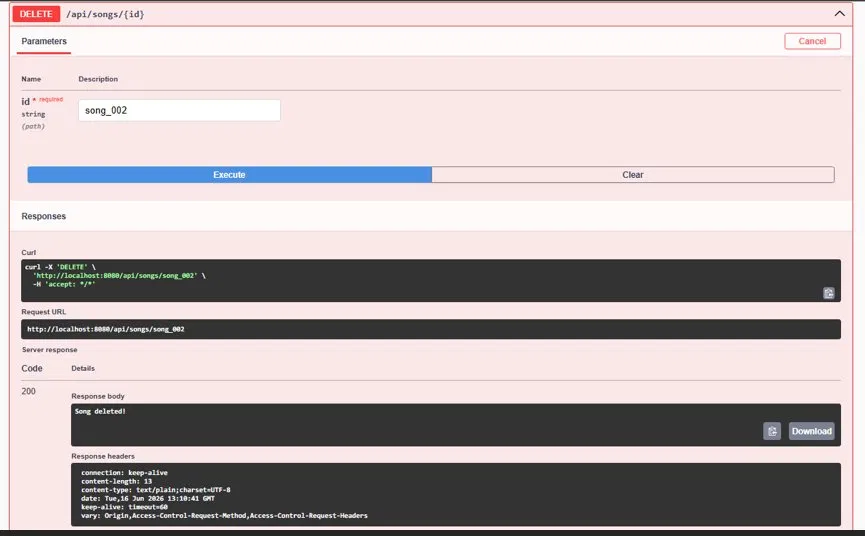 DELETE /api/songs/{id}
Parameters
Cancel
Name Description
id * required
string
(path)
song_002
Execute Clear
Responses
Curl
curl -X 'DELETE' \
'http://localhost:8080/api/songs/song_002' \
-H 'accept: */*'
Request URL
http://localhost:8080/api/songs/song_002
Server response
Code Details
200
Response body
Song deleted!
Download
Response headers
connection: keep-alive
content-length: 13
content-type: text/plain;charset=UTF-8
date: Tue,16 Jun 2026 13:10:41 GMT
keep-alive: timeout=60
vary: Origin,Access-Control-Request-Method,Access-Control-Request-Headers